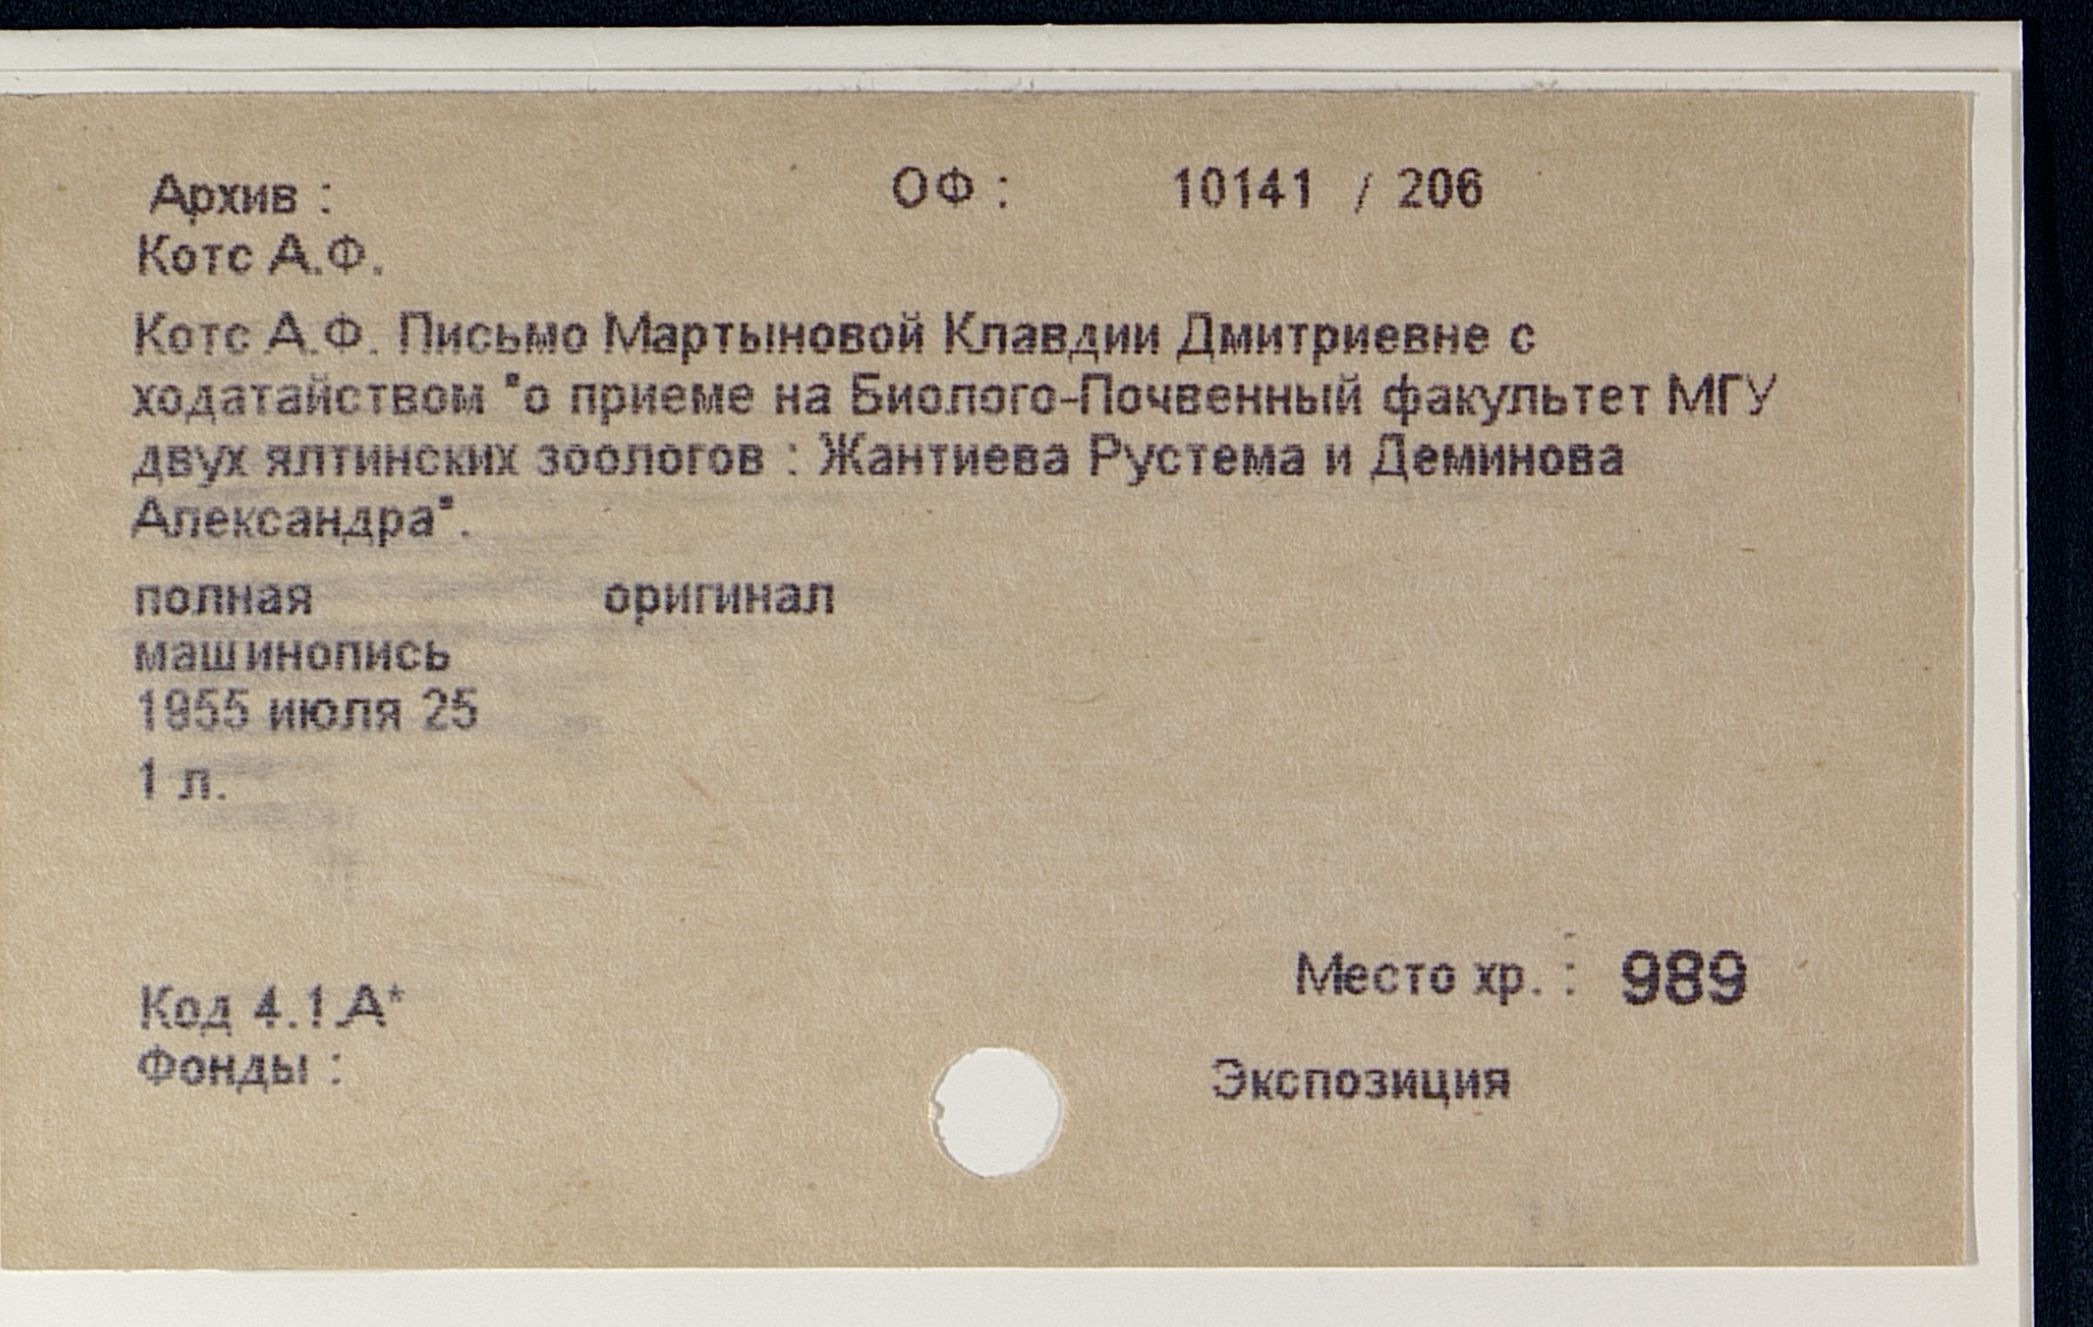 Архив : ОФ : 10141 / 206
Котс А.Ф.
Котс А.Ф. Письмо Мартыновой Клавдии Дмитриевне с
ходатайством "о приеме на Биолого-Почвенный факультет МГУ
двух ялтинских зоологов : Жантиева Рустема и Деминова
Александра".
полная оригинал
машинопись
1955 июля 25
1 л.
Место хр. : 989
Код 4.1.А*
Фонды :
Экспозиция